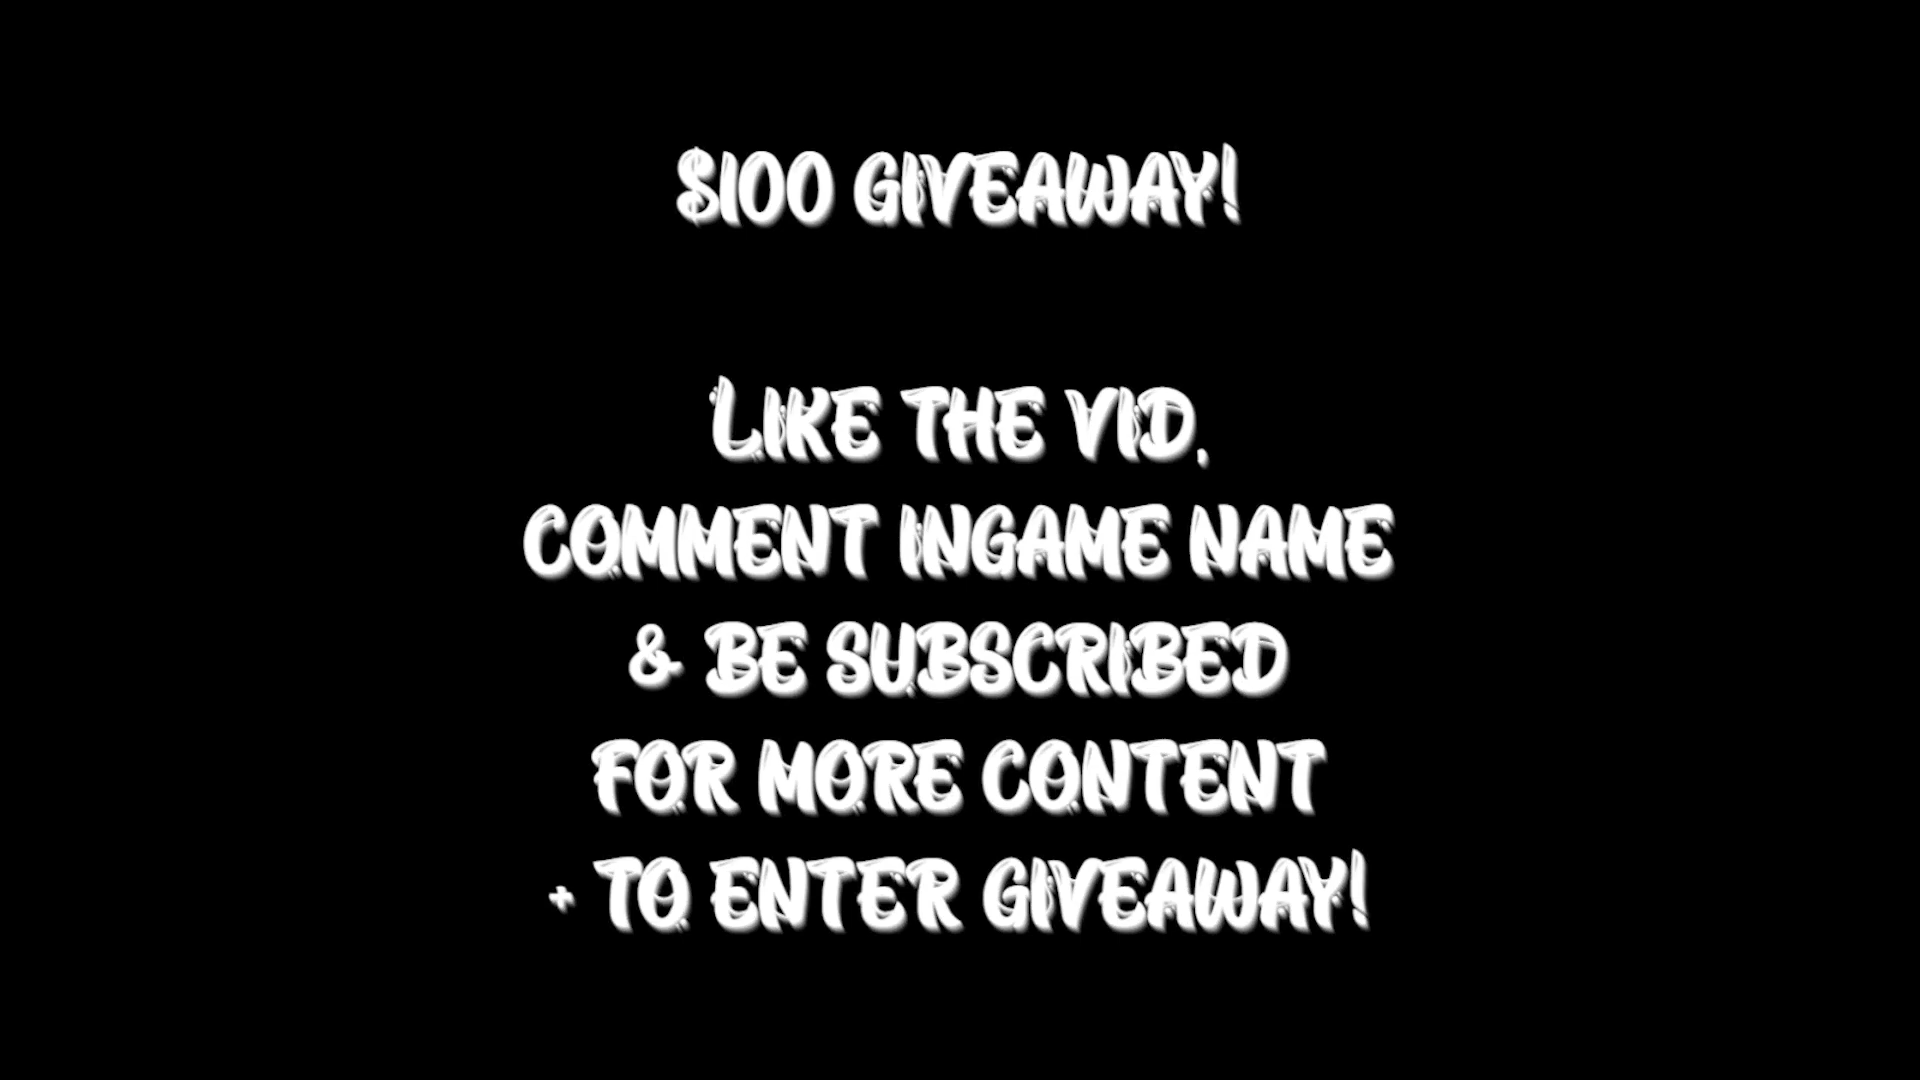 $100 GIVEAWAY!
LIKE THE VID,
COMMENT INGAME NAME
& BE SUBSCRIBED
FOR MORE CONTENT
+ TO ENTER GIVEAWAY!